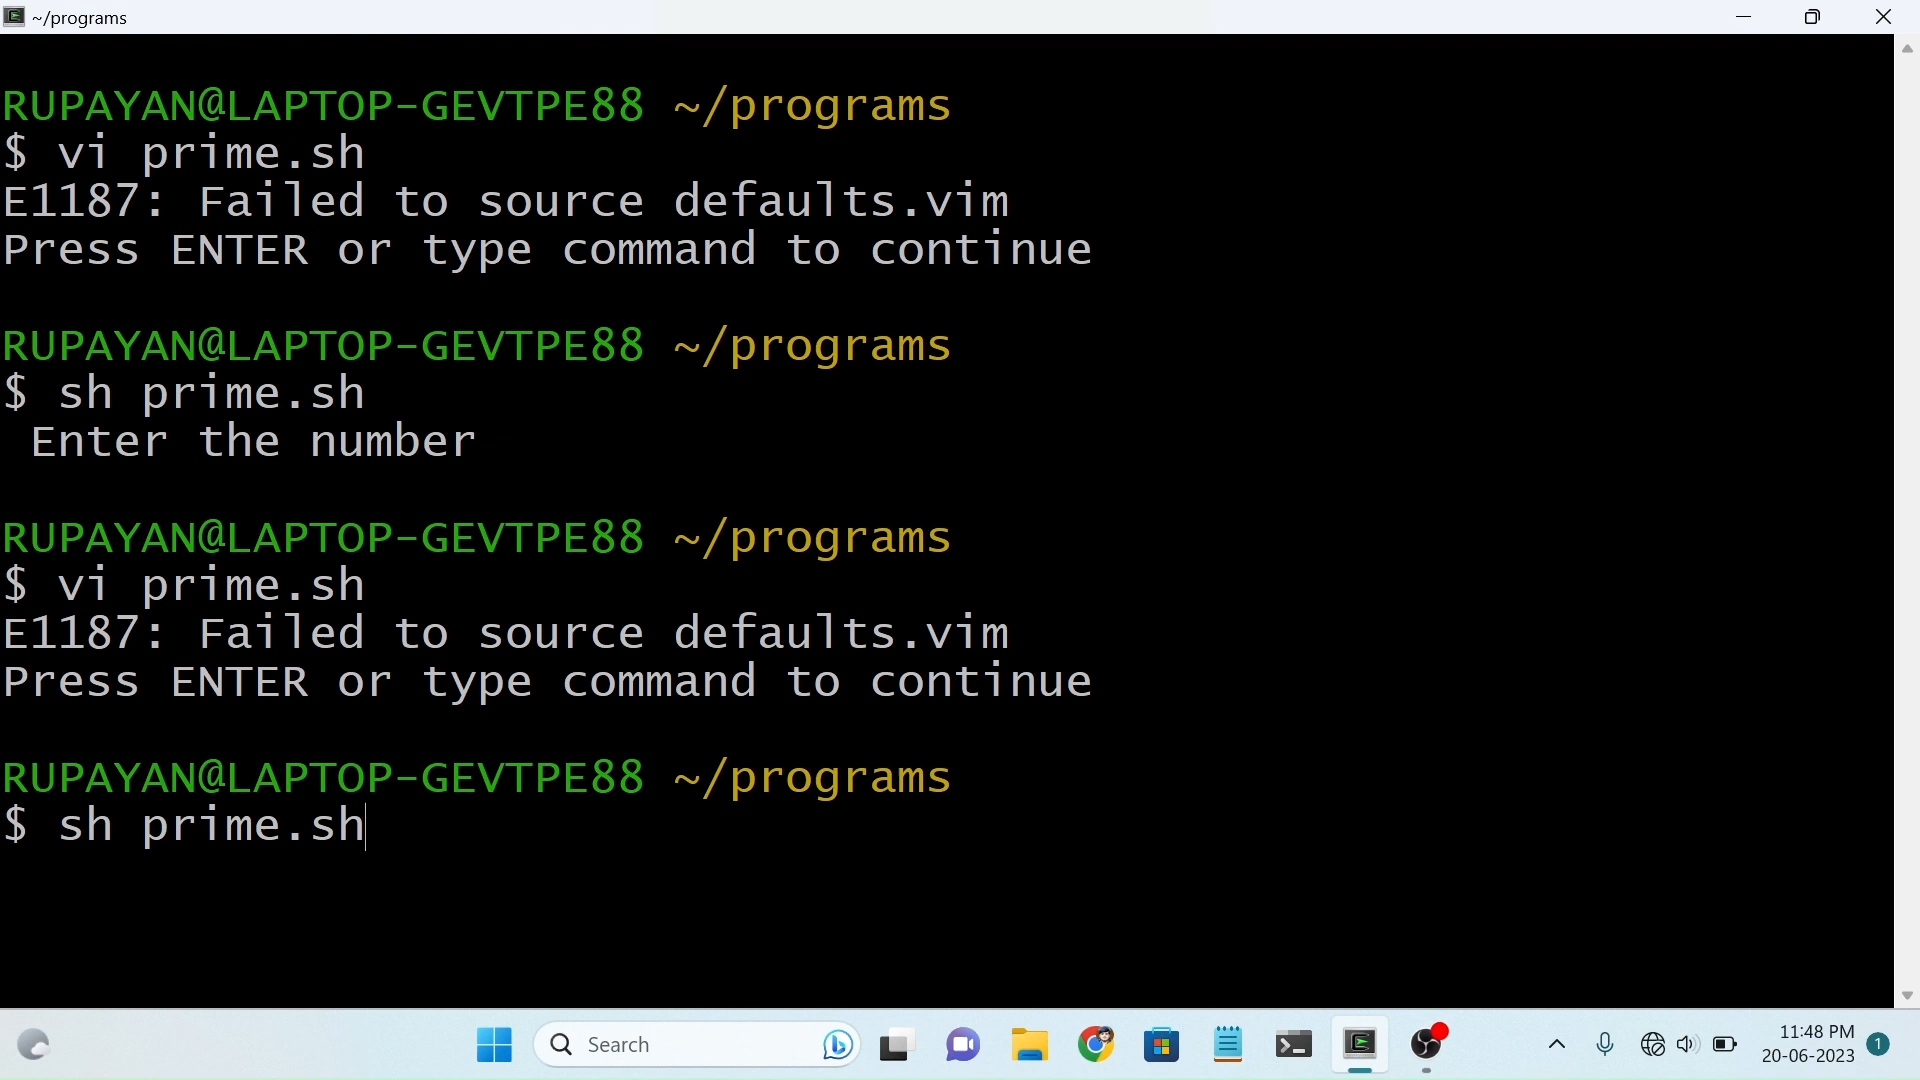 ~/programs
RUPAYAN@LAPTOP-GEVTPE88 ~/programs
$ vi prime.sh
E1187: Failed to source defaults.vim
Press ENTER or type command to continue
RUPAYAN@LAPTOP-GEVTPE88 ~/programs
$ sh prime.sh
Enter the number
RUPAYAN@LAPTOP-GEVTPE88 ~/programs
$ vi prime.sh
E1187: Failed to source defaults.vim
Press ENTER or type command to continue
RUPAYAN@LAPTOP-GEVTPE88 ~/programs
$ sh prime.sh
Search
11:48 PM
20-06-2023
1